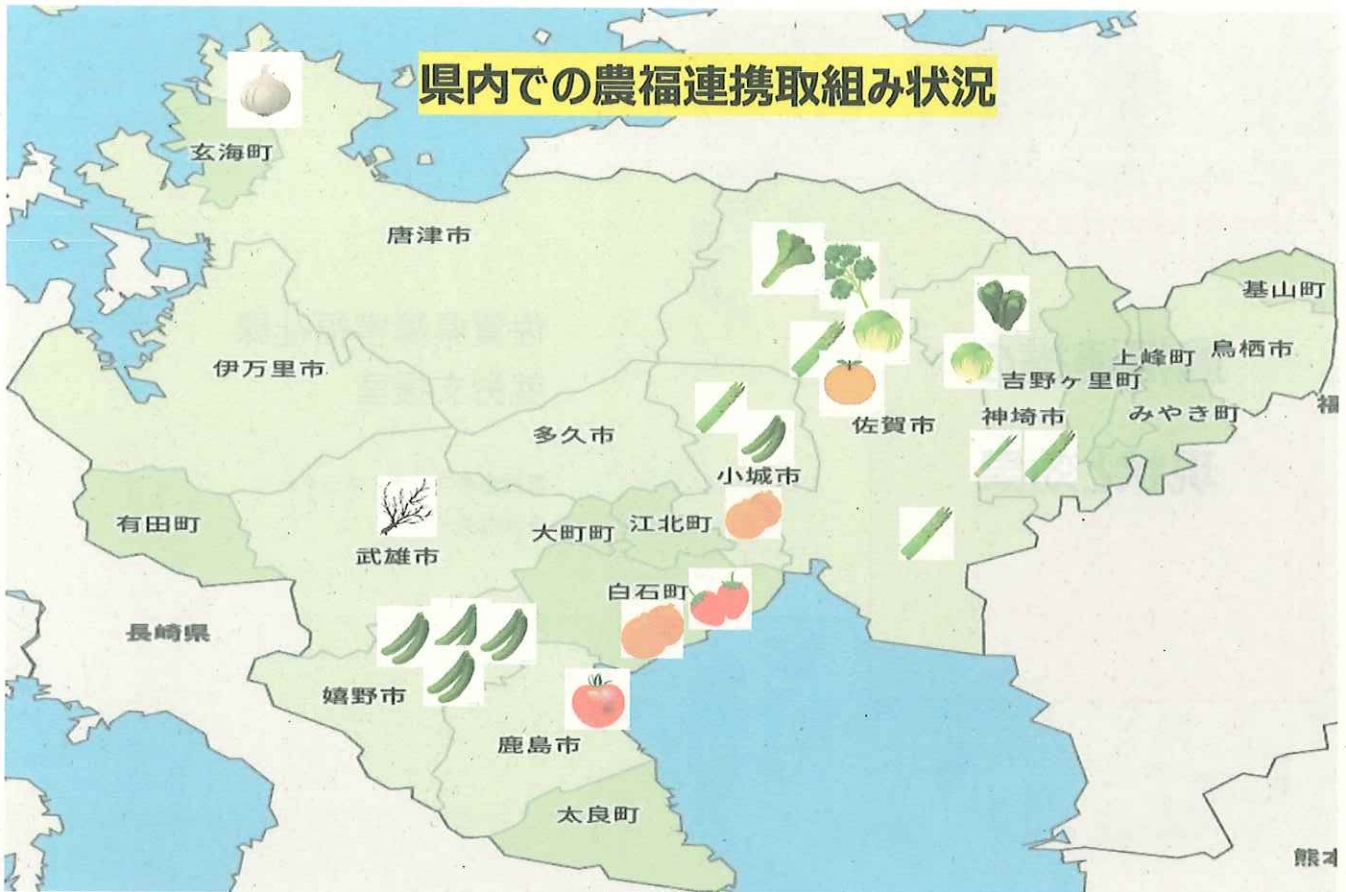 県内での農福連携取組み状況
玄海町
唐津市
基山町
鳥栖市
上峰町
吉野ヶ里町
みやき町
神埼市
佐賀市
伊万里市
多久市
小城市
有田町
武雄市
大町町
江北町
白石町
長崎県
嬉野市
鹿島市
太良町